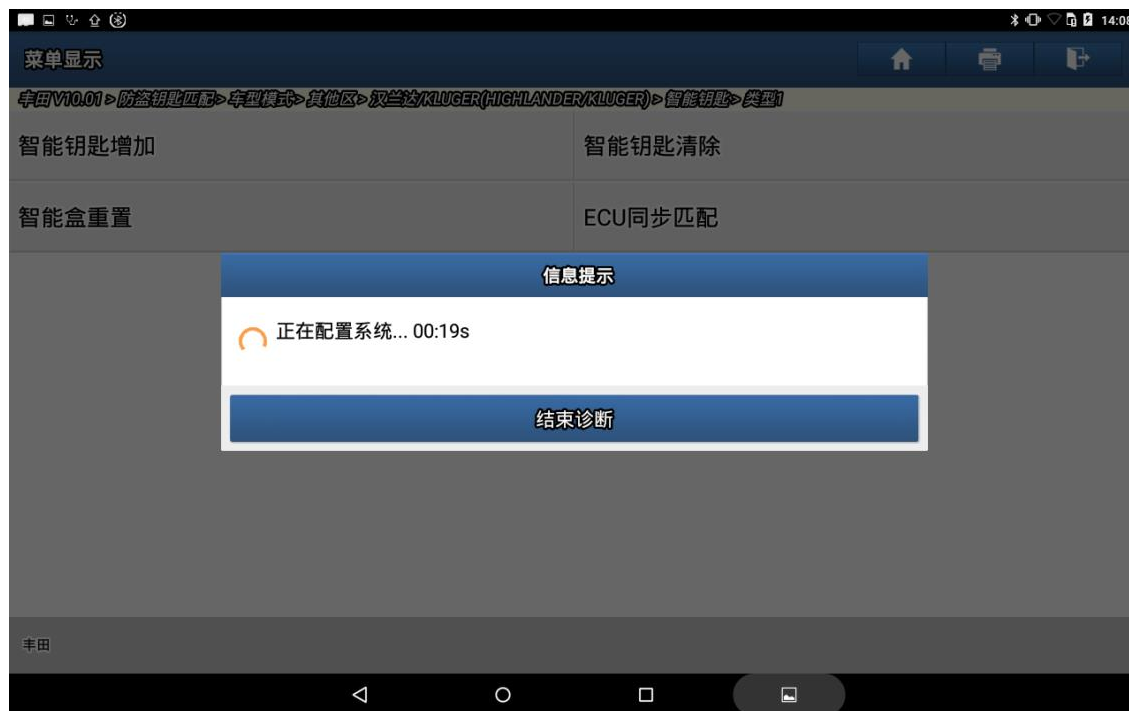 14:08
菜单显示
丰田V10.01 > 防盗钥匙匹配 > 车型模式 > 其他区 > 汉兰达/KLUGER(HIGHLANDER/KLUGER) > 智能钥匙 > 类型1
智能钥匙增加
智能钥匙清除
智能盒重置
ECU同步匹配
信息提示
正在配置系统... 00:19s
结束诊断
丰田